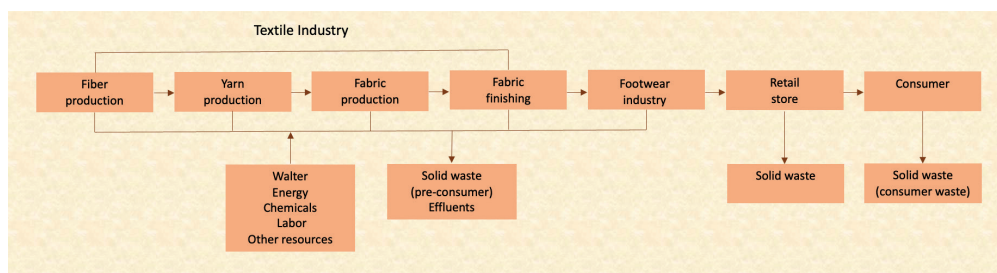 Textile Industry
Fiber
production
Yarn
production
Fabric
production
Fabric
finishing
Footwear
industry
Retail
store
Consumer
Walter
Energy
Chemicals
Labor
Other resources
Solid waste
(pre-consumer)
Effluents
Solid waste
Solid waste
(consumer waste)